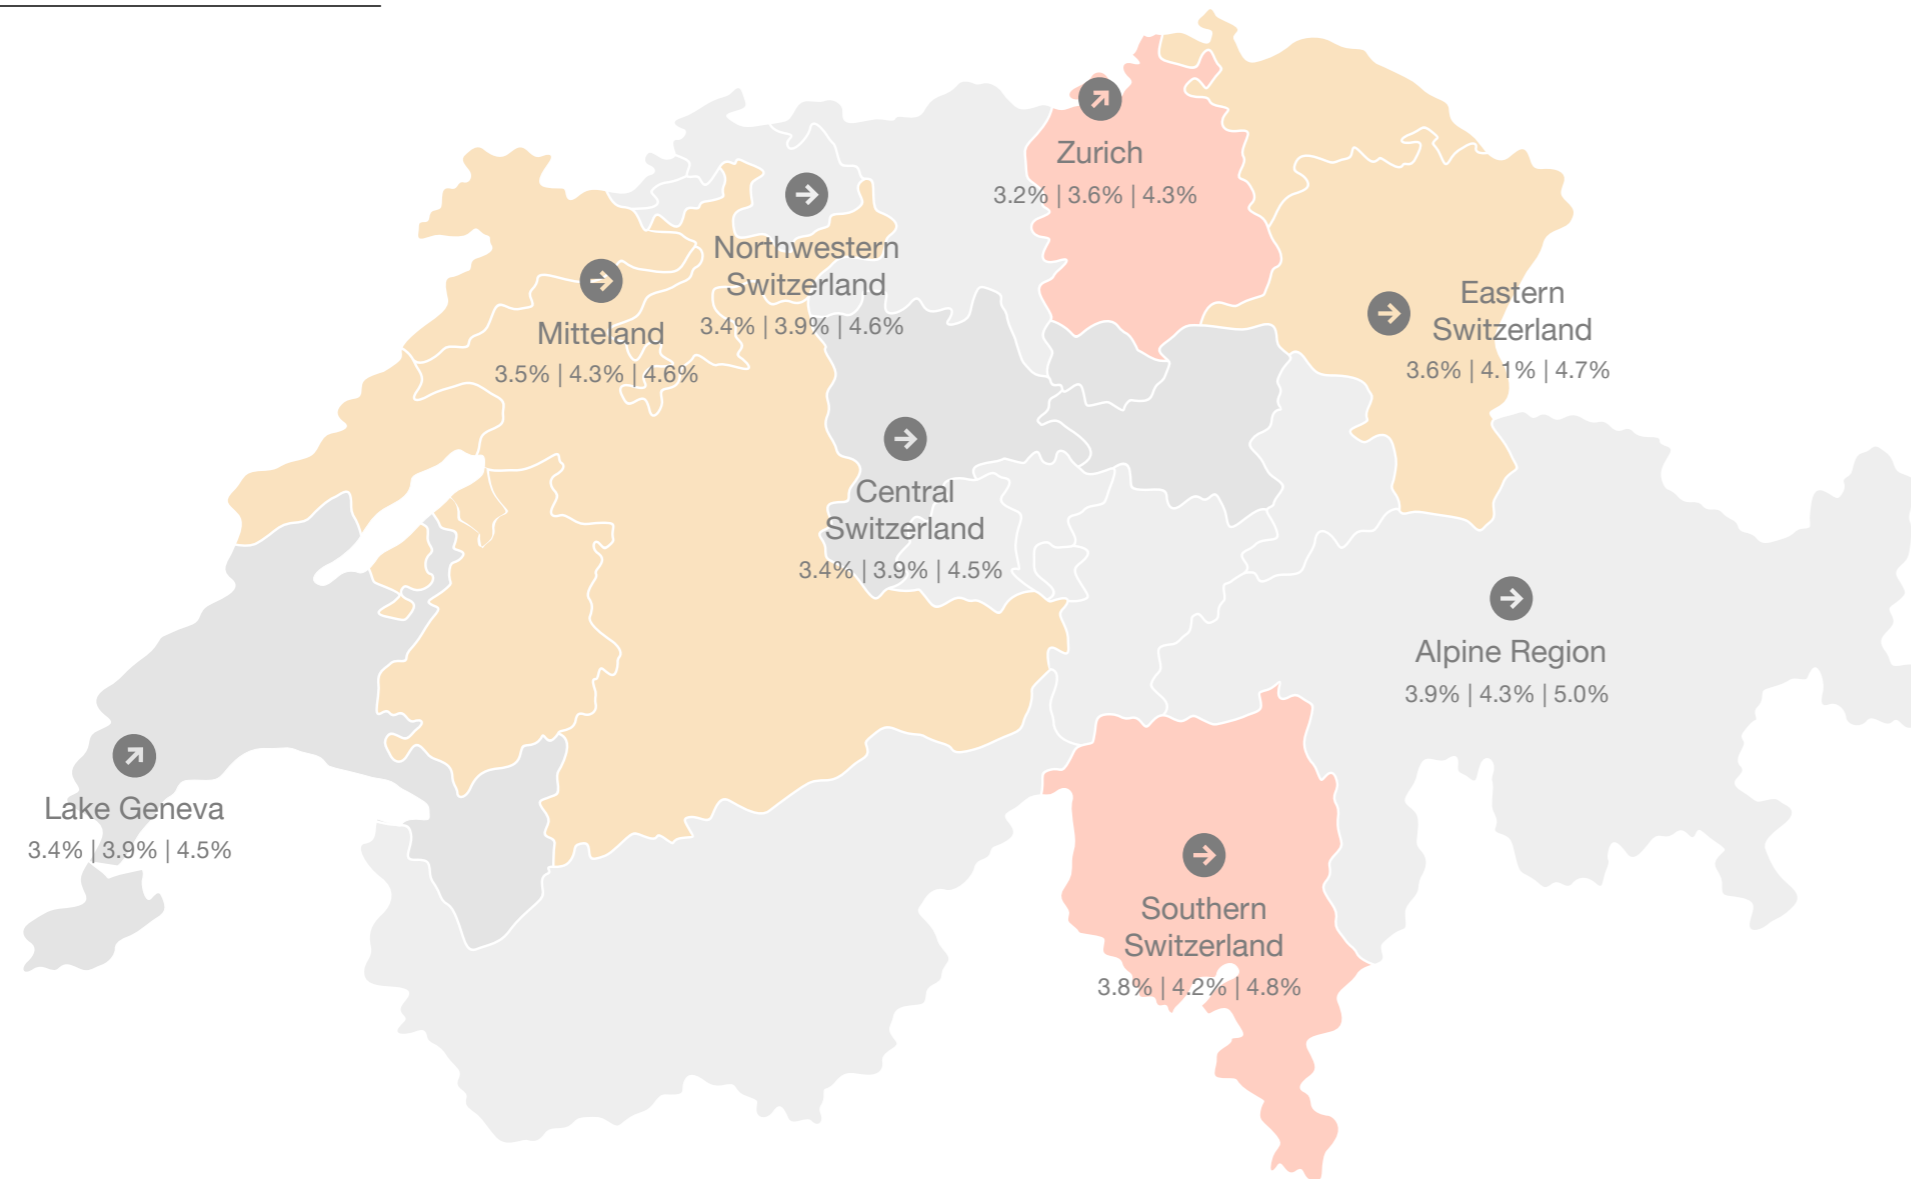 Zurich
3.2% | 3.6% | 4.3%
Northwestern
Switzerland
3.4% | 3.9% | 4.6%
Mitteland
3.5% | 4.3% | 4.6%
Eastern
Switzerland
3.6% | 4.1% | 4.7%
Central
Switzerland
3.4% | 3.9% | 4.5%
Alpine Region
3.9% | 4.3% | 5.0%
Lake Geneva
3.4% | 3.9% | 4.5%
Southern
Switzerland
3.8% | 4.2% | 4.8%